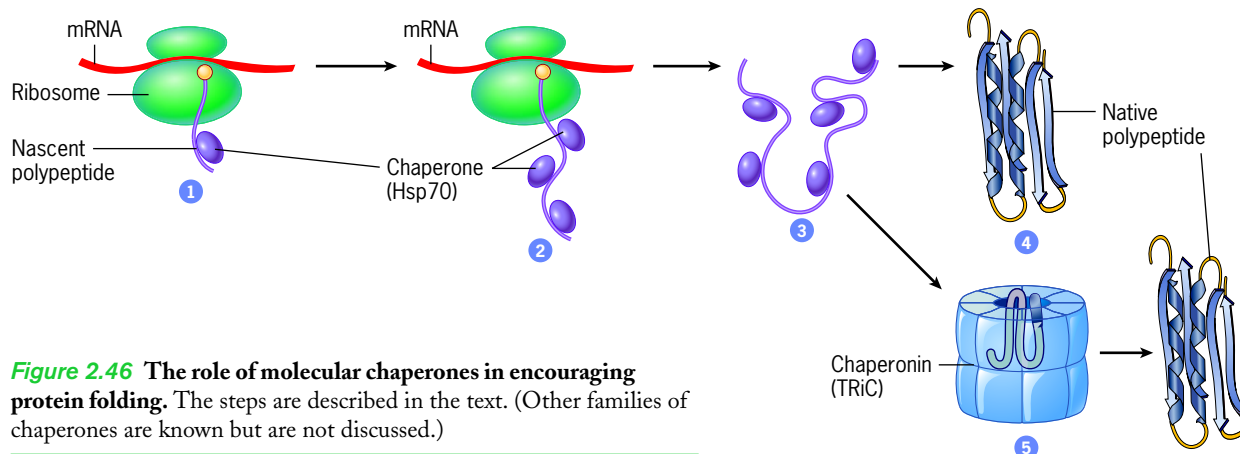 mRNA
Ribosome
Nascent
polypeptide
1
mRNA
Chaperone
(Hsp70)
2
3
4
Native
polypeptide
Chaperonin
(TRiC)
5
Figure 2.46 The role of molecular chaperones in encouraging
protein folding. The steps are described in the text. (Other families of
chaperones are known but are not discussed.)